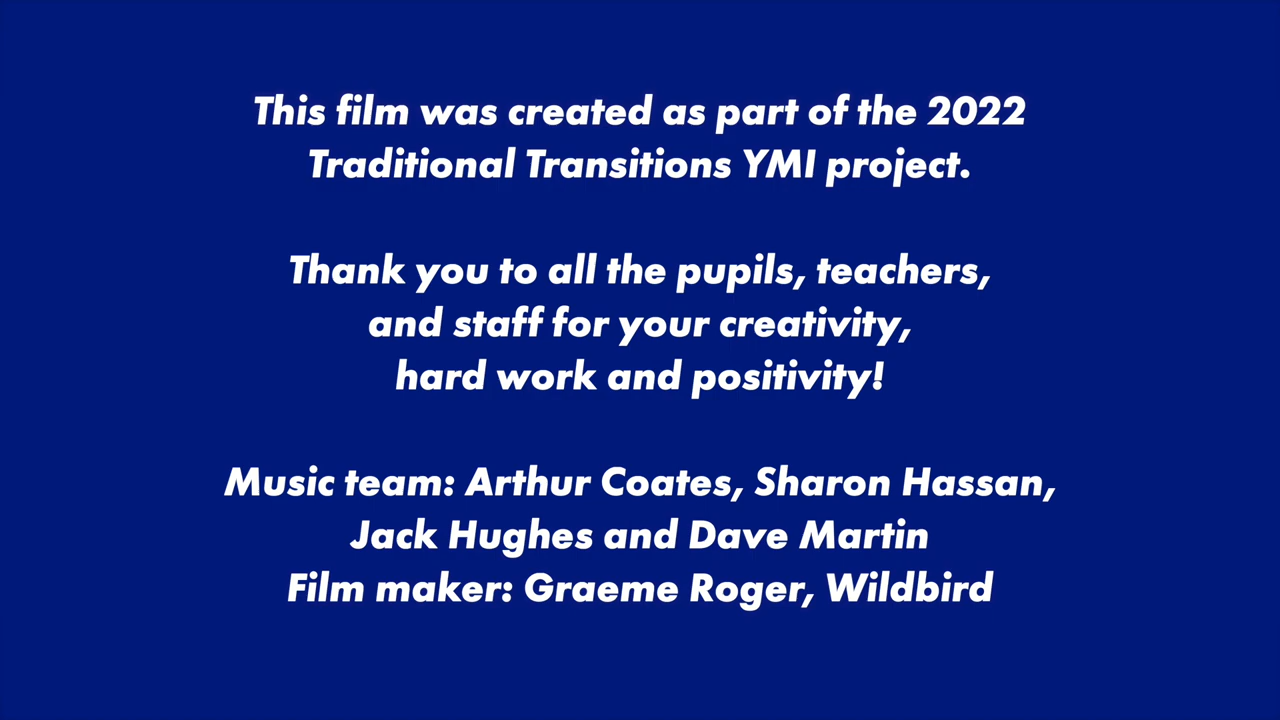 This film was created as part of the 2022
Traditional Transitions YMI project.
Thank you to all the pupils, teachers,
and staff for your creativity,
hard work and positivity!
Music team: Arthur Coates, Sharon Hassan,
Jack Hughes and Dave Martin
Film maker: Graeme Roger, Wildbird